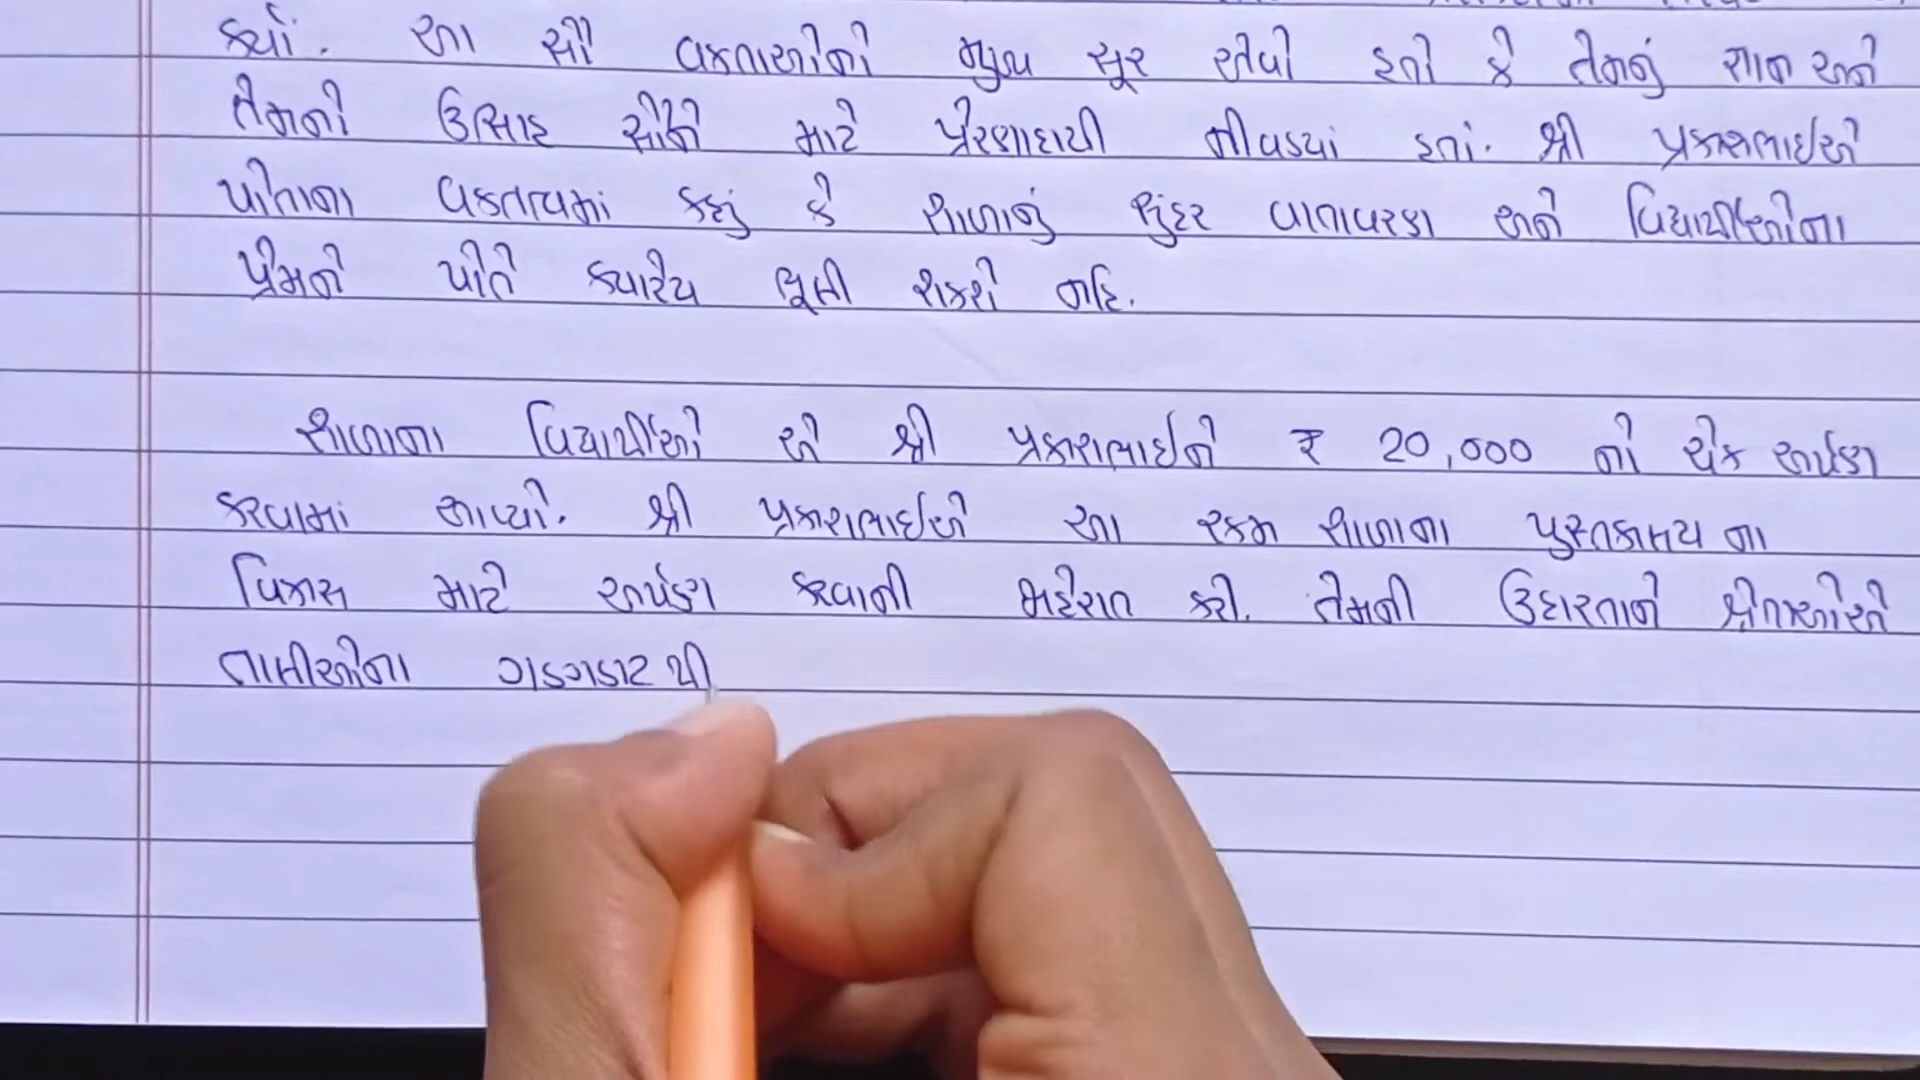 કર્યાં. આ સૌ વક્તાઓનો મુખ્ય સૂર એવો હતો કે તેમનું જ્ઞાન અને
તેમનો ઉત્સાહ સૌને માટે પ્રેરણાદાયી નીવડ્યાં હતાં. શ્રી પ્રકાશભાઈએ
પોતાના વક્તવ્યમાં કહ્યું કે શાળાનું સુંદર વાતાવરણ અને વિદ્યાર્થીઓના
પ્રેમને પોતે ક્યારેય ભૂલી શકશે નહિ.
શાળાના વિદ્યાર્થીઓ એ શ્રી પ્રકાશભાઈને ₹ 20,000 નો ચેક અર્પણ
કરવામાં આવ્યો. શ્રી પ્રકાશભાઈએ આ રકમ શાળાના પુસ્તકાલય ના
વિકાસ માટે અર્પણ કરવાની જાહેરાત કરી. તેમની ઉદારતાને શ્રોતાઓએ
તાલીઓના ગડગડાટ થી